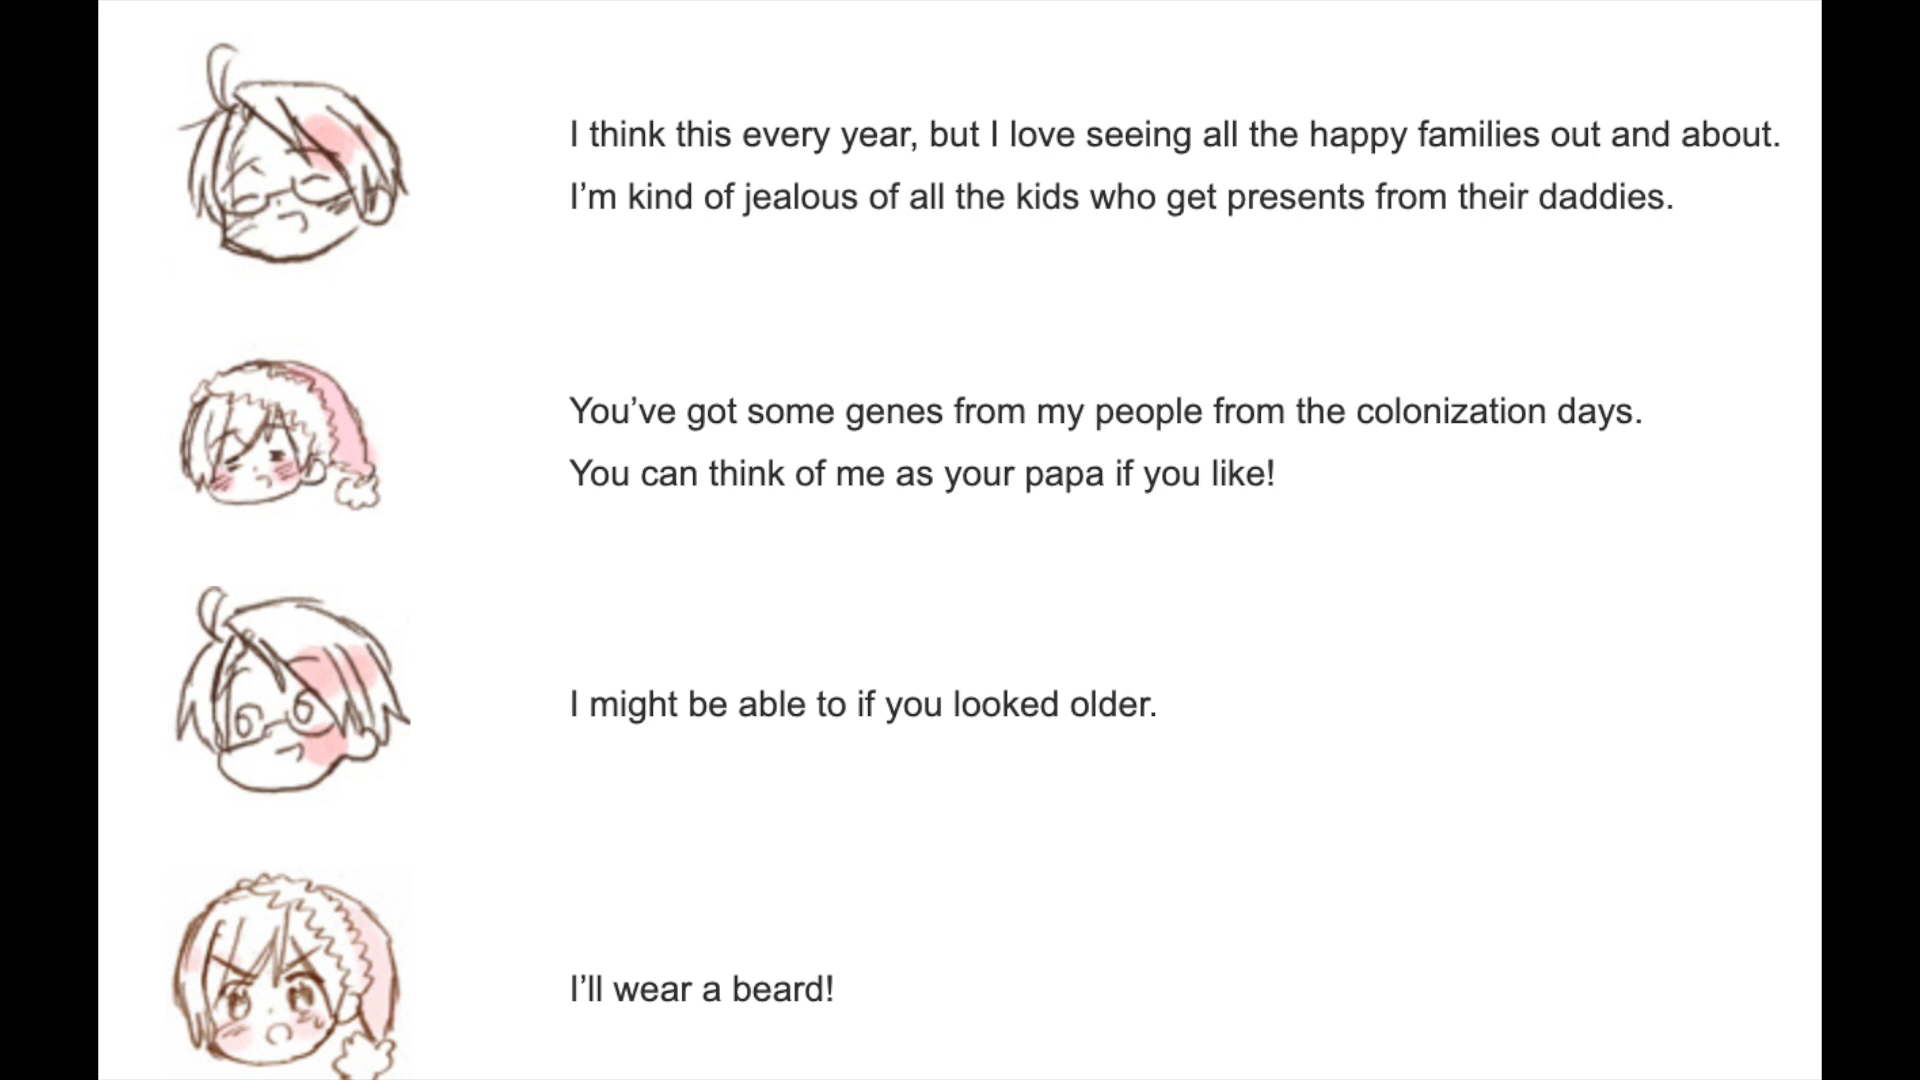 I think this every year, but I love seeing all the happy families out and about.
I’m kind of jealous of all the kids who get presents from their daddies.
You’ve got some genes from my people from the colonization days.
You can think of me as your papa if you like!
I might be able to if you looked older.
I’ll wear a beard!